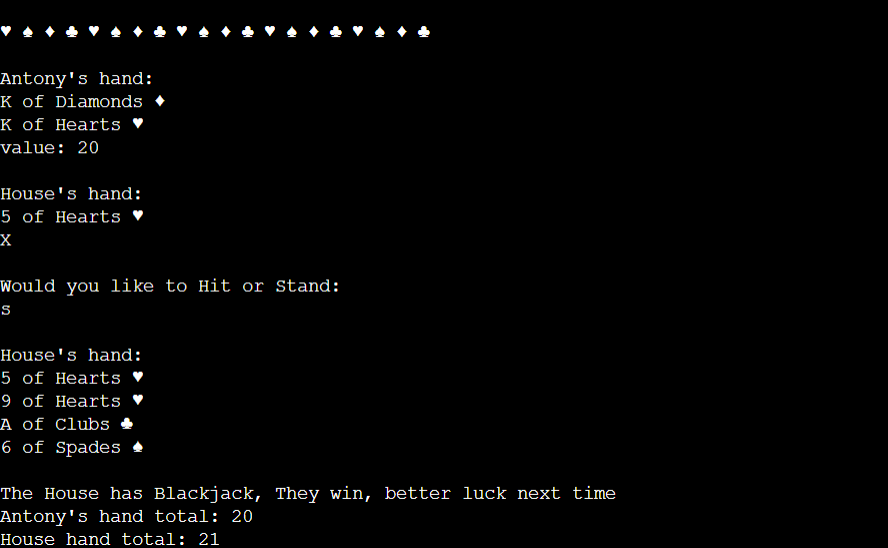 ♥ ♠ ♦ ♣ ♥ ♠ ♦ ♣ ♥ ♠ ♦ ♣ ♥ ♠ ♦ ♣ ♥ ♠ ♦ ♣
Antony's hand:
K of Diamonds ♦
K of Hearts ♥
value: 20
House's hand:
5 of Hearts ♥
X
Would you like to Hit or Stand:
s
House's hand:
5 of Hearts ♥
9 of Hearts ♥
A of Clubs ♣
6 of Spades ♠
The House has Blackjack, They win, better luck next time
Antony's hand total: 20
House hand total: 21